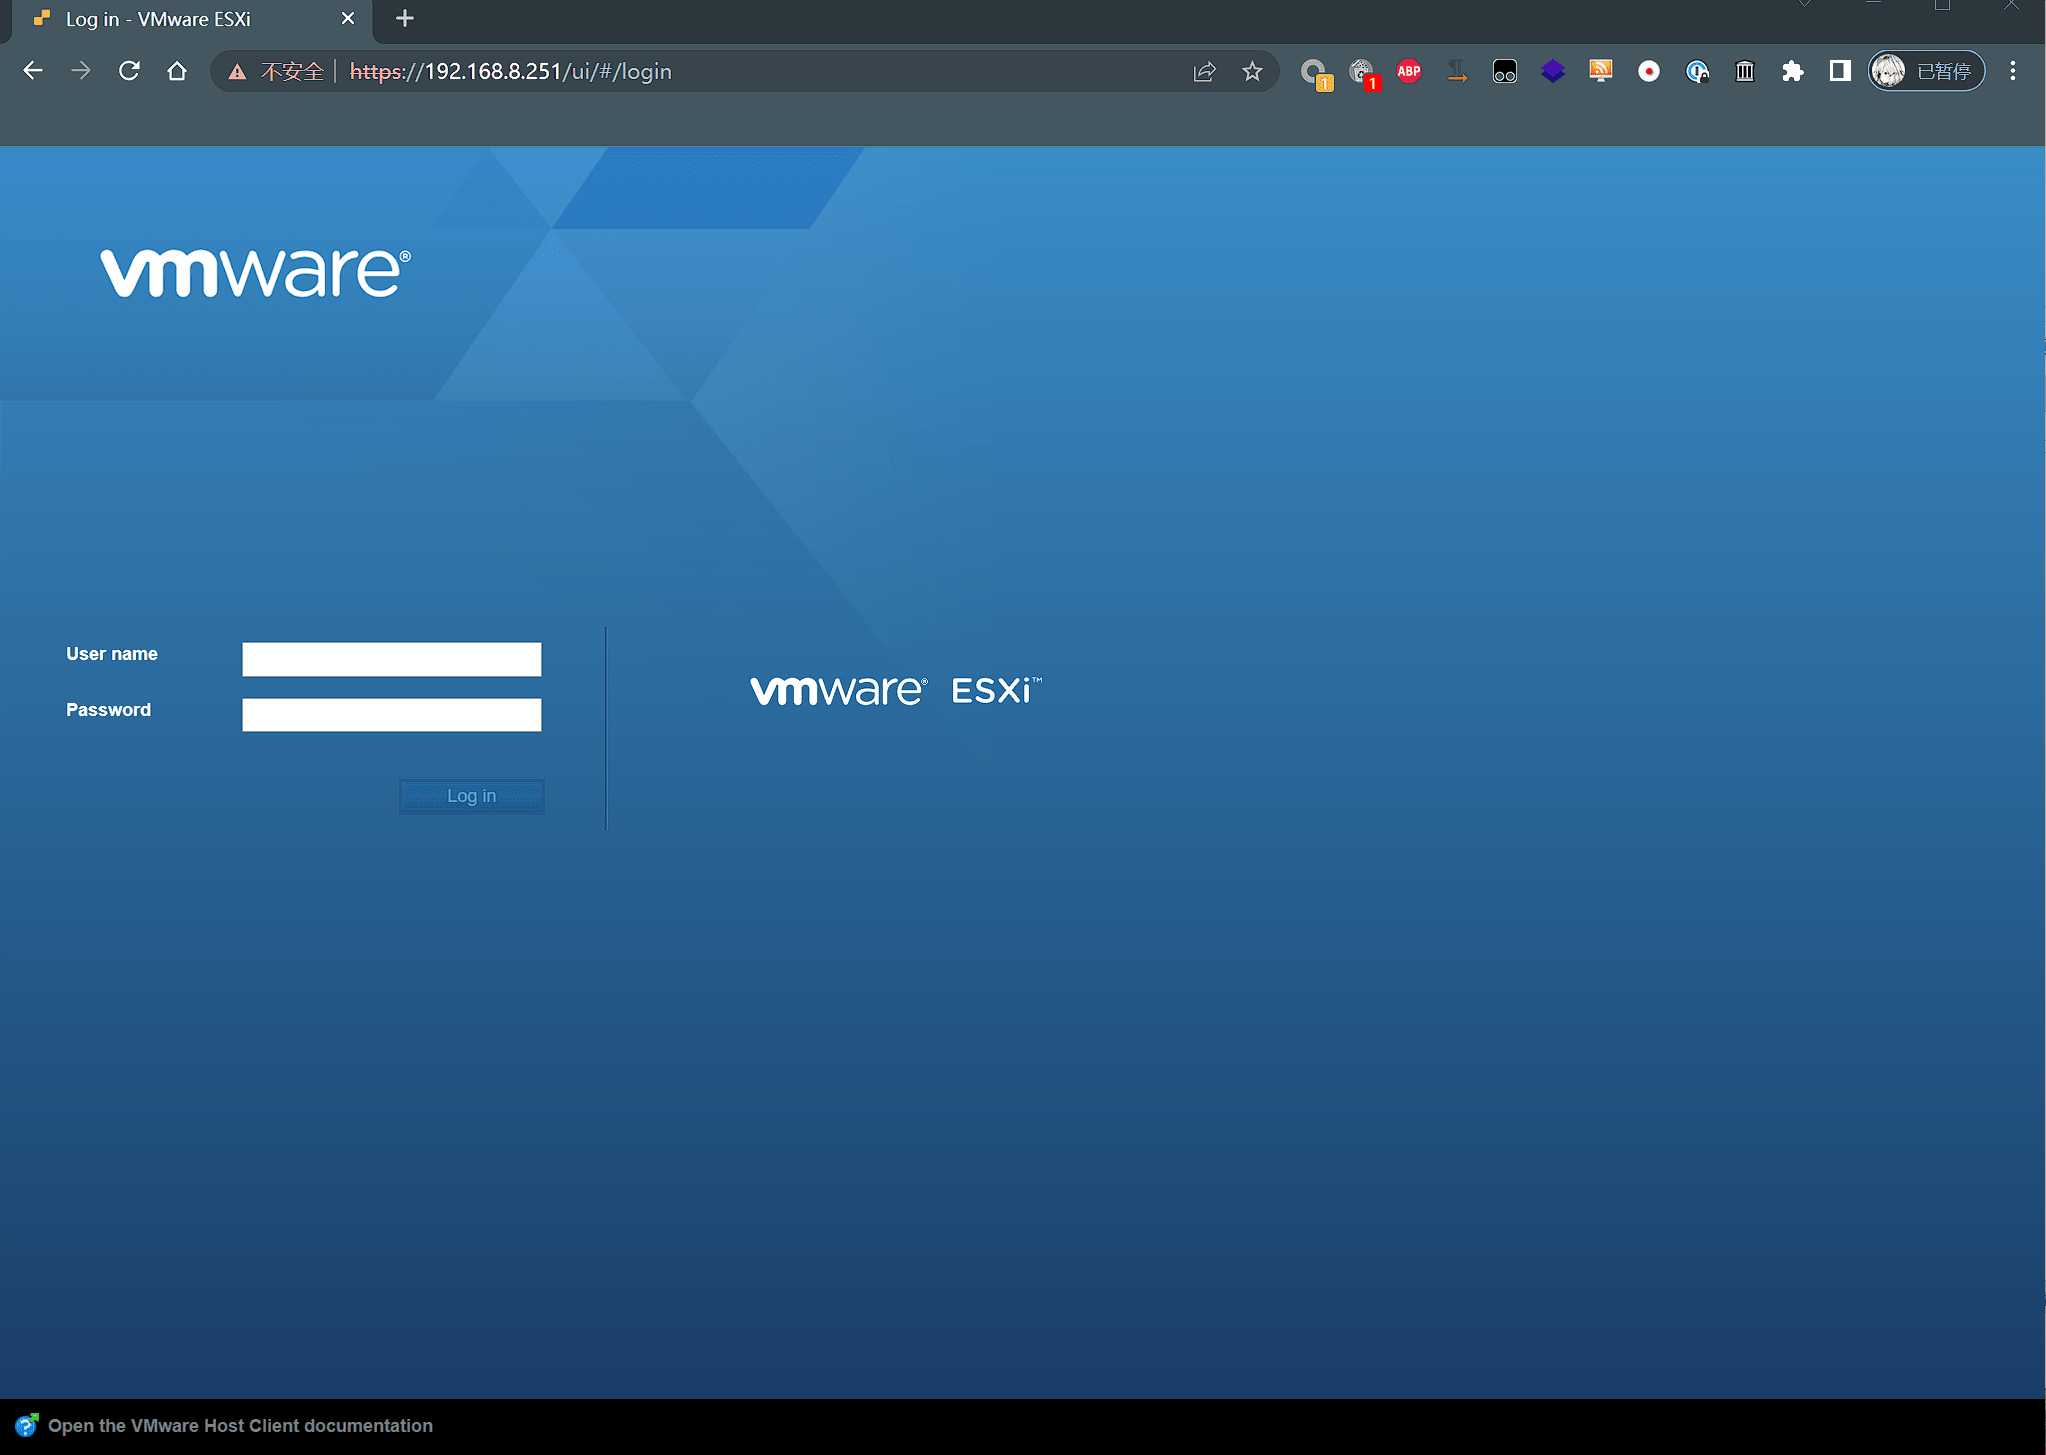 Log in - VMware ESXi
不安全 | https://192.168.8.251/ui/#/login
1
1
ABP
已暂停
vmware®
User name
Password
vmware® ESXi™
Log in
Open the VMware Host Client documentation